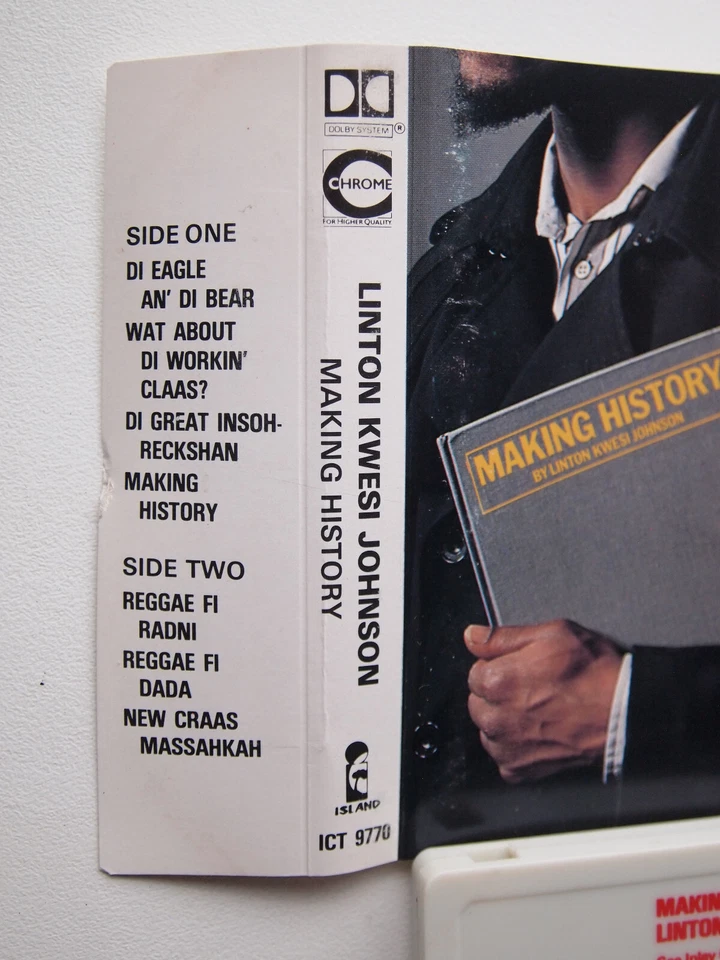 SIDE ONE
DI EAGLE
AN' DI BEAR
WAT ABOUT
DI WORKIN'
CLAAS?
DI GREAT INSOH-
RECKSHAN
MAKING
HISTORY
SIDE TWO
REGGAE FI
RADNI
REGGAE FI
DADA
NEW CRAAS
MASSAHKAH
DOLBY SYSTEM ®
CHROME
FOR HIGHER QUALITY
LINTON KWESI JOHNSON
MAKING HISTORY
ISLAND
ICT 9770
MAKING HISTORY
BY LINTON KWESI JOHNSON
MAKIN
LINTON